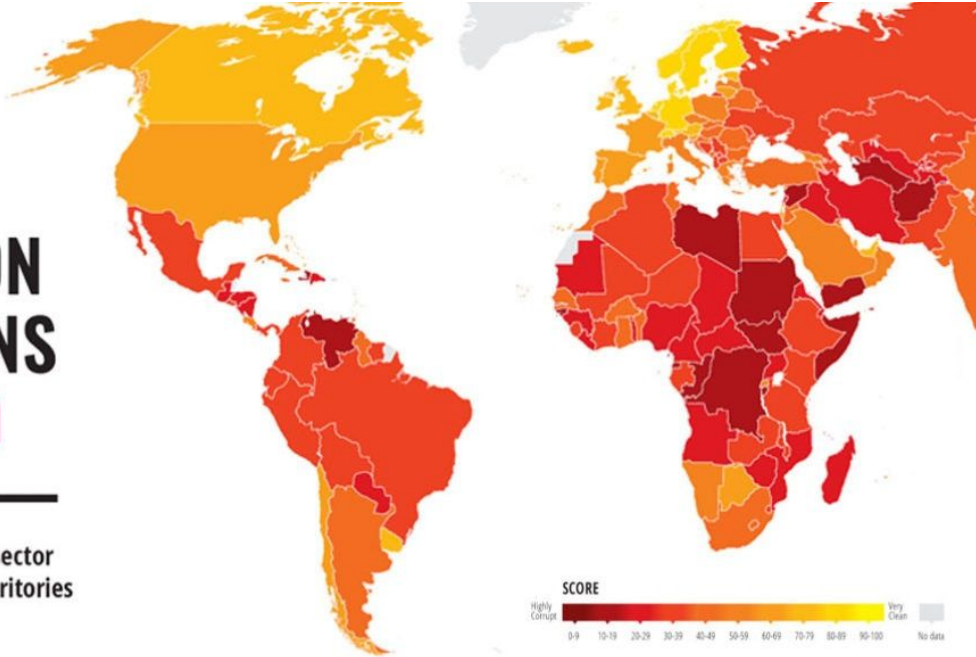 ON
NS
ector
rritories
SCORE
Highly
Corrupt
Very
Clean
0-9 10-19 20-29 30-39 40-49 50-59 60-69 70-79 80-89 90-100 No data